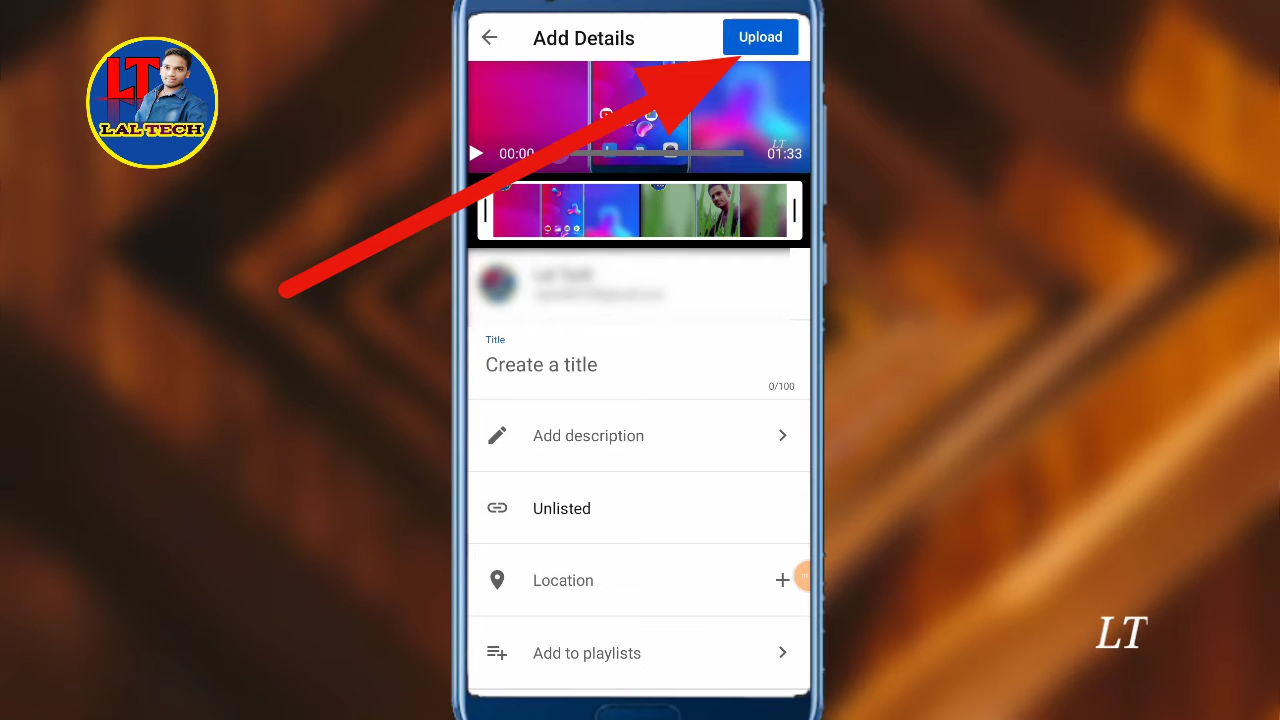 Add Details
Upload
LT
LAL TECH
00:00
01:33
LT
Title
Create a title
0/100
Add description
Unlisted
Location
Add to playlists
LT